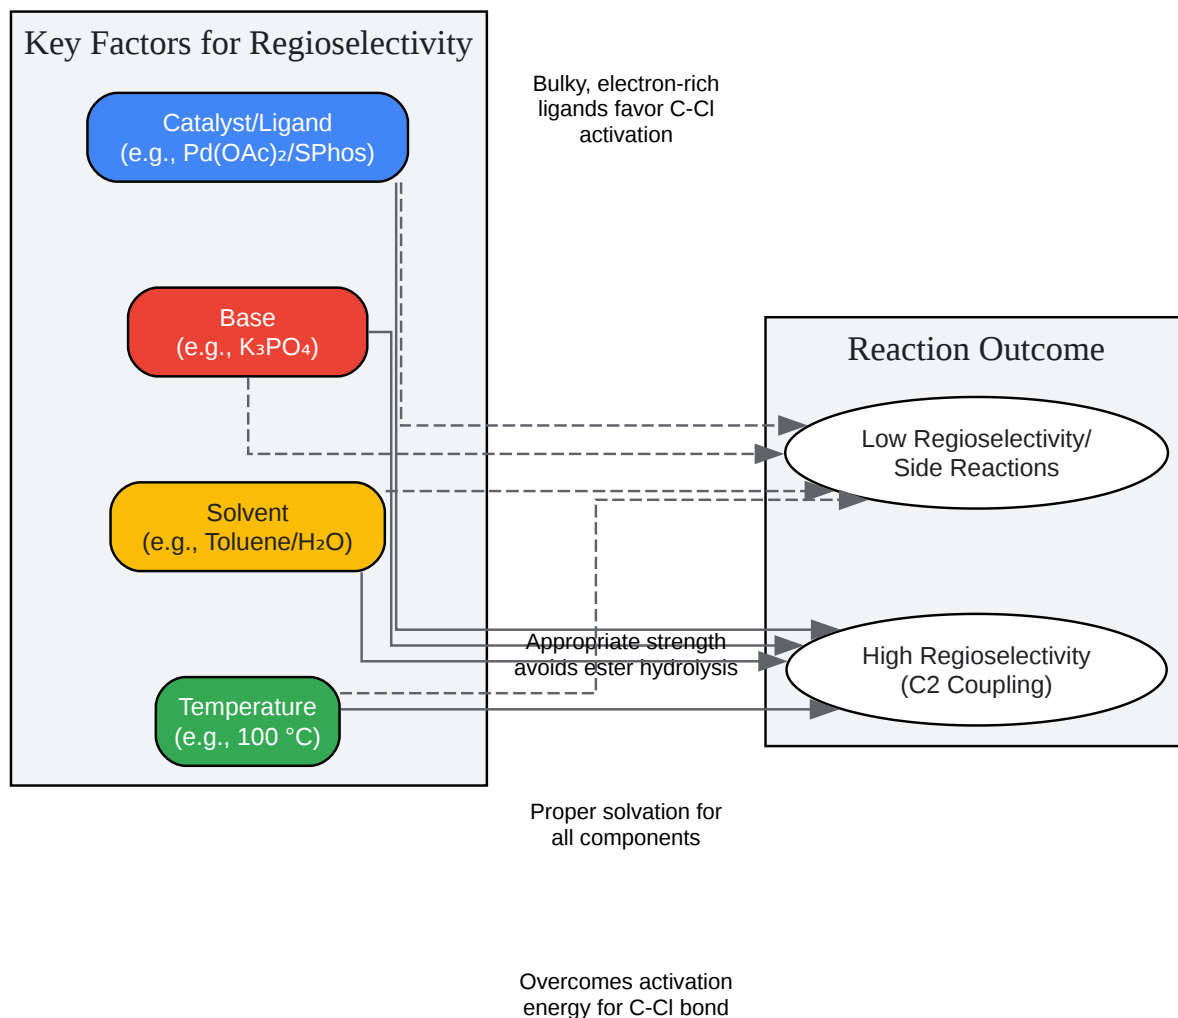 Key Factors for Regioselectivity
Catalyst/Ligand
(e.g., Pd(OAc)₂/SPhos)
Base
(e.g., K₃PO₄)
Solvent
(e.g., Toluene/H₂O)
Temperature
(e.g., 100 °C)
Bulky, electron-rich
ligands favor C-Cl
activation
Appropriate strength
avoids ester hydrolysis
Proper solvation for
all components
Overcomes activation
energy for C-Cl bond
Reaction Outcome
Low Regioselectivity/
Side Reactions
High Regioselectivity
(C2 Coupling)